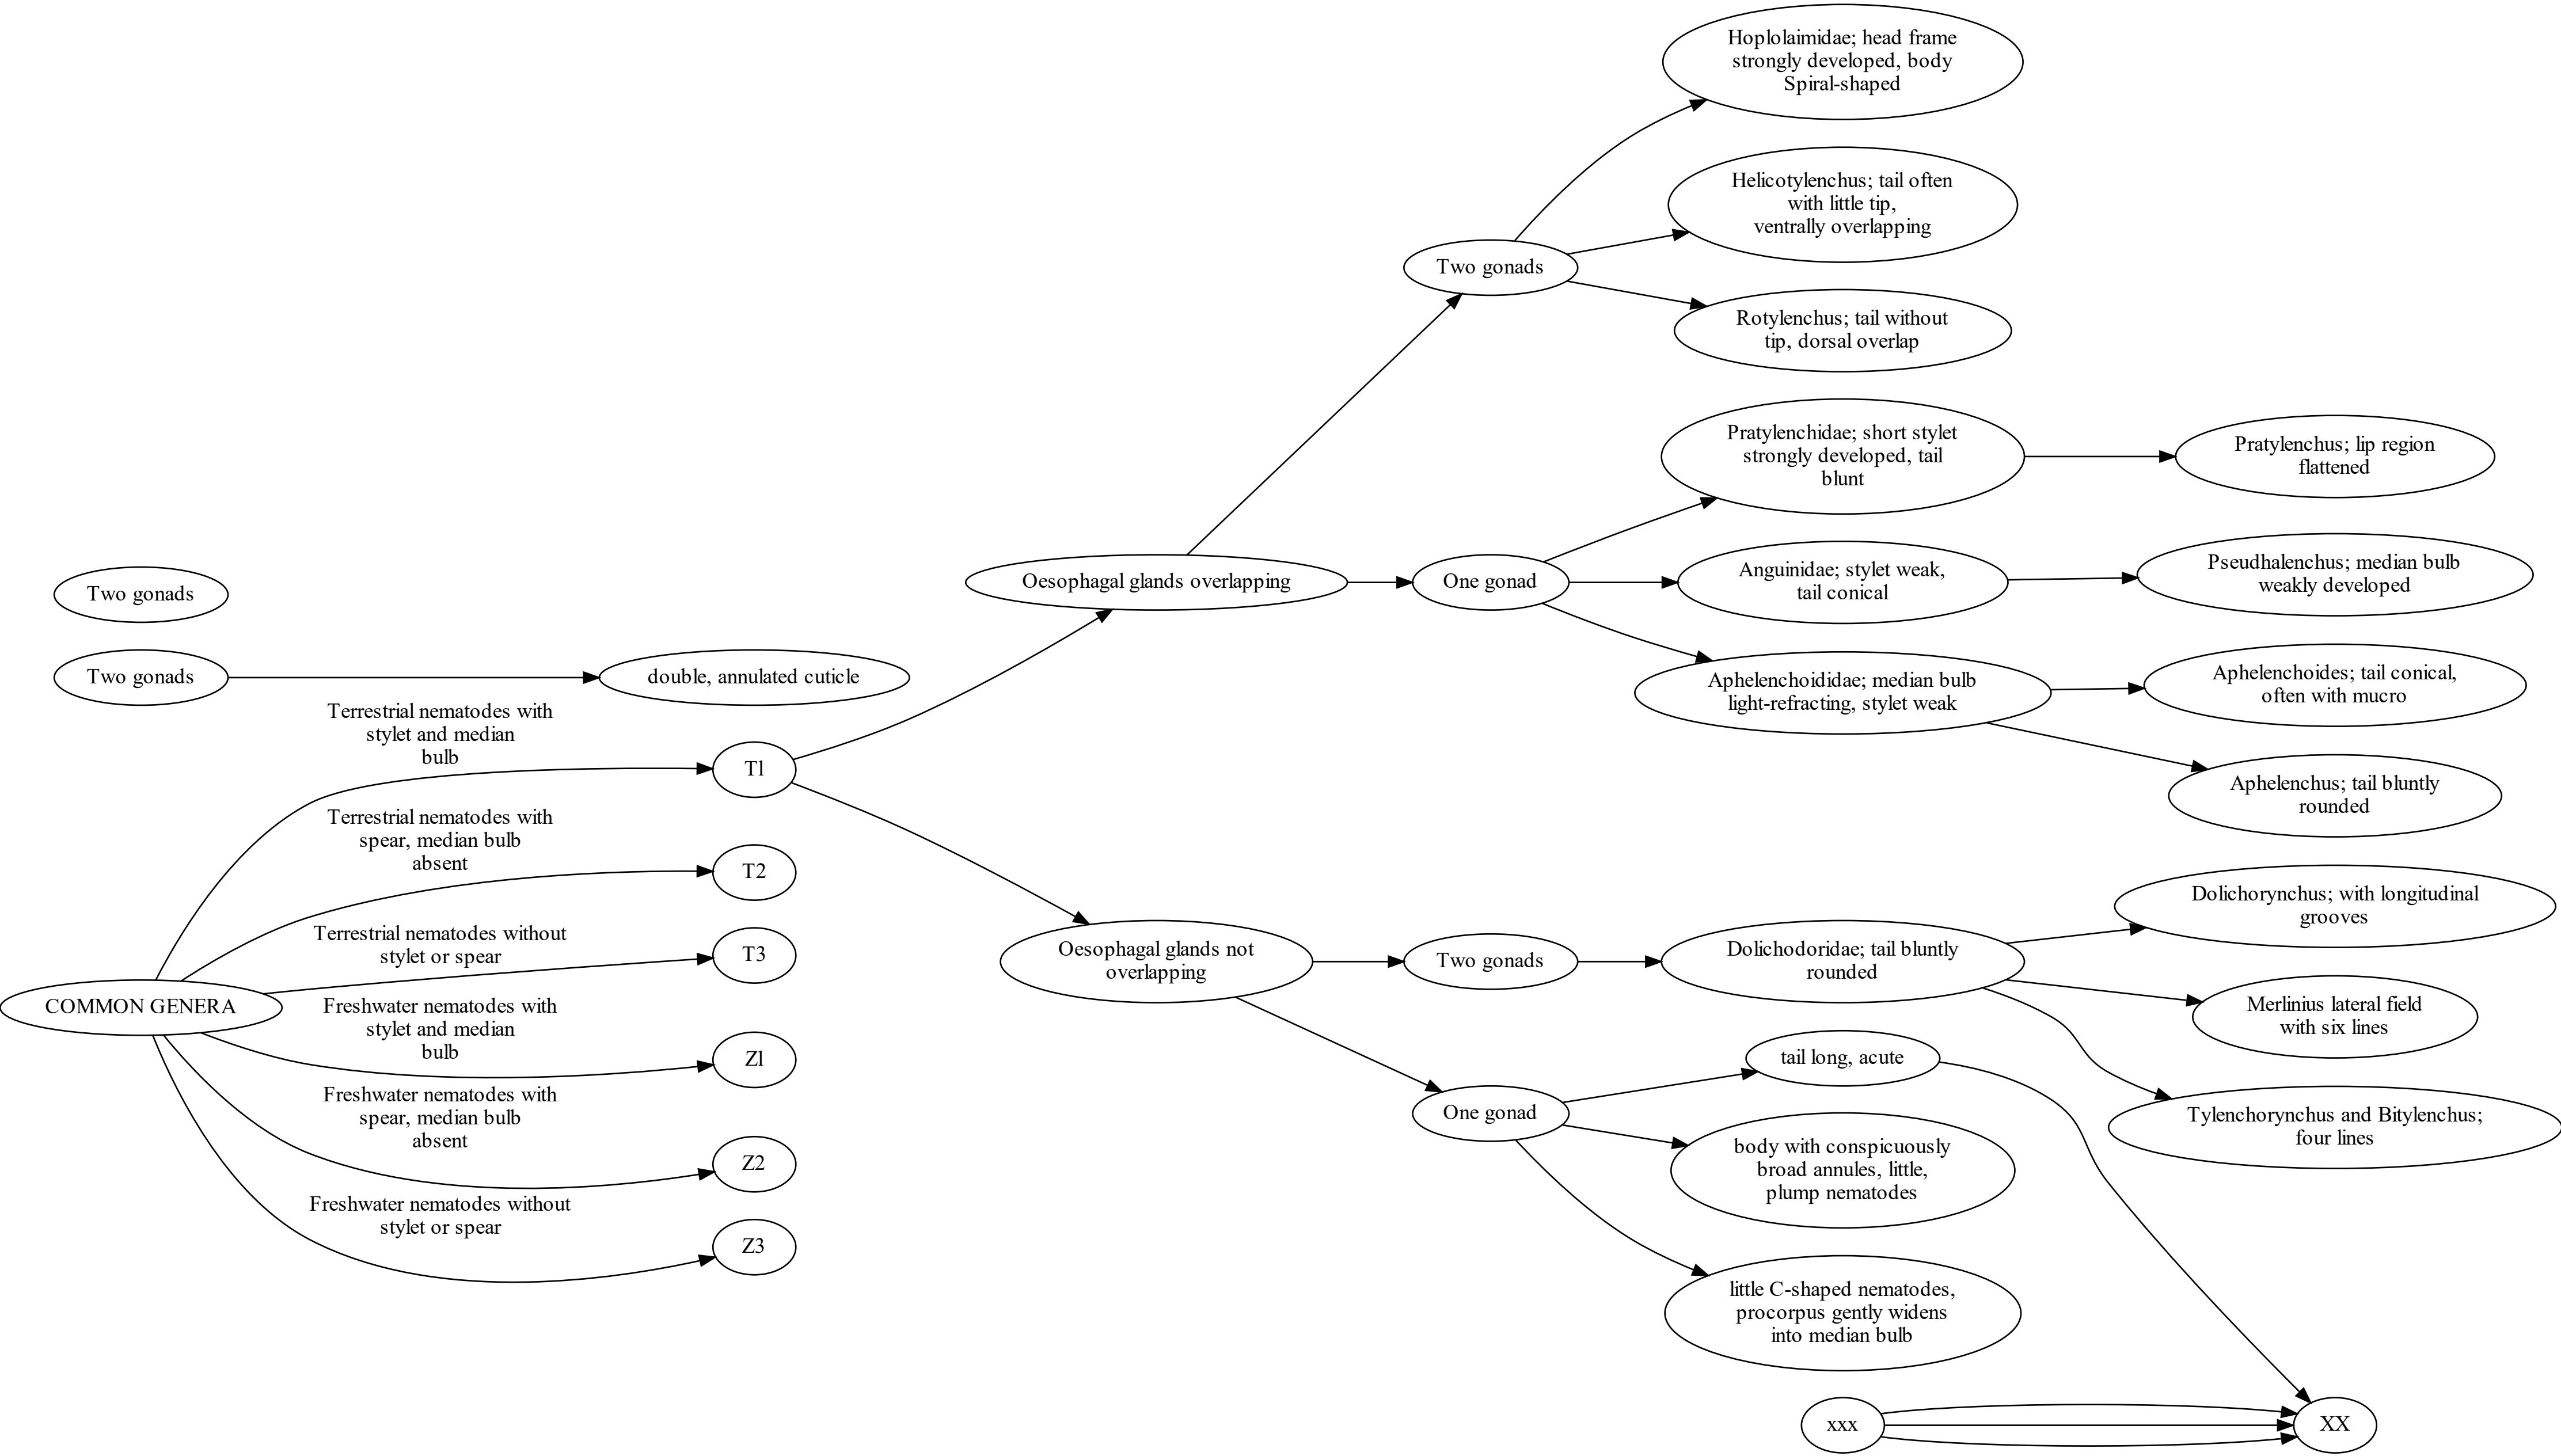 Hoplolaimidae; head frame
strongly developed, body
Spiral-shaped
Helicotylenchus; tail often
with little tip,
ventrally overlapping
Two gonads
Rotylenchus; tail without
tip, dorsal overlap
Pratylenchidae; short stylet
strongly developed, tail
blunt
Pratylenchus; lip region
flattened
Oesophagal glands overlapping
One gonad
Anguinidae; stylet weak,
tail conical
Pseudhalenchus; median bulb
weakly developed
Two gonads
Two gonads
double, annulated cuticle
Aphelenchoididae; median bulb
light-refracting, stylet weak
Aphelenchoides; tail conical,
often with mucro
Aphelenchus; tail bluntly
rounded
Terrestrial nematodes with
stylet and median
bulb
T1
Terrestrial nematodes with
spear, median bulb
absent
T2
Terrestrial nematodes without
stylet or spear
T3
COMMON GENERA
Freshwater nematodes with
stylet and median
bulb
Z1
Freshwater nematodes with
spear, median bulb
absent
Z2
Freshwater nematodes without
stylet or spear
Z3
Oesophagal glands not
overlapping
Two gonads
Dolichodoridae; tail bluntly
rounded
Dolichorynchus; with longitudinal
grooves
Merlinius lateral field
with six lines
Tylenchorynchus and Bitylenchus;
four lines
One gonad
tail long, acute
body with conspicuously
broad annules, little,
plump nematodes
little C-shaped nematodes,
procorpus gently widens
into median bulb
xxx
XX